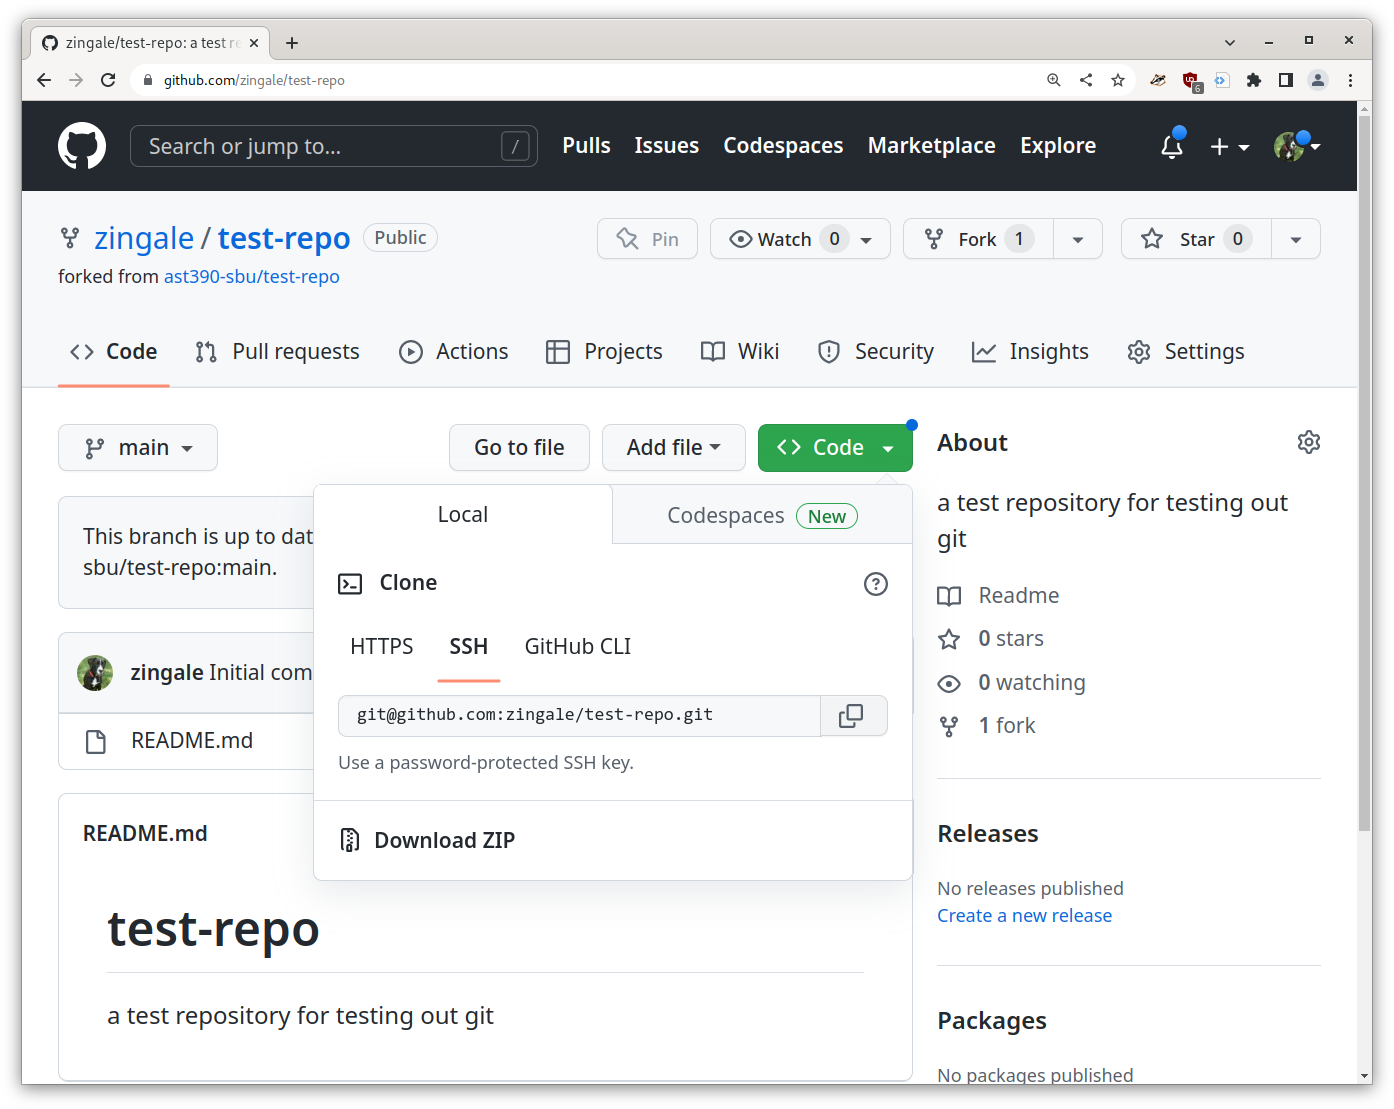 zingale/test-repo: a test re
github.com/zingale/test-repo
6
Search or jump to... /
Pulls Issues Codespaces Marketplace Explore
zingale / test-repo Public
Pin Watch 0 Fork 1 Star 0
forked from ast390-sbu/test-repo
Code Pull requests Actions Projects Wiki Security Insights Settings
main Go to file Add file Code
Local Codespaces New
This branch is up to dat
sbu/test-repo:main.
Clone
HTTPS SSH GitHub CLI
zingale Initial com
git@github.com:zingale/test-repo.git
README.md
Use a password-protected SSH key.
Download ZIP
README.md
test-repo
a test repository for testing out git
About
a test repository for testing out
git
Readme
0 stars
0 watching
1 fork
Releases
No releases published
Create a new release
Packages
No packages published